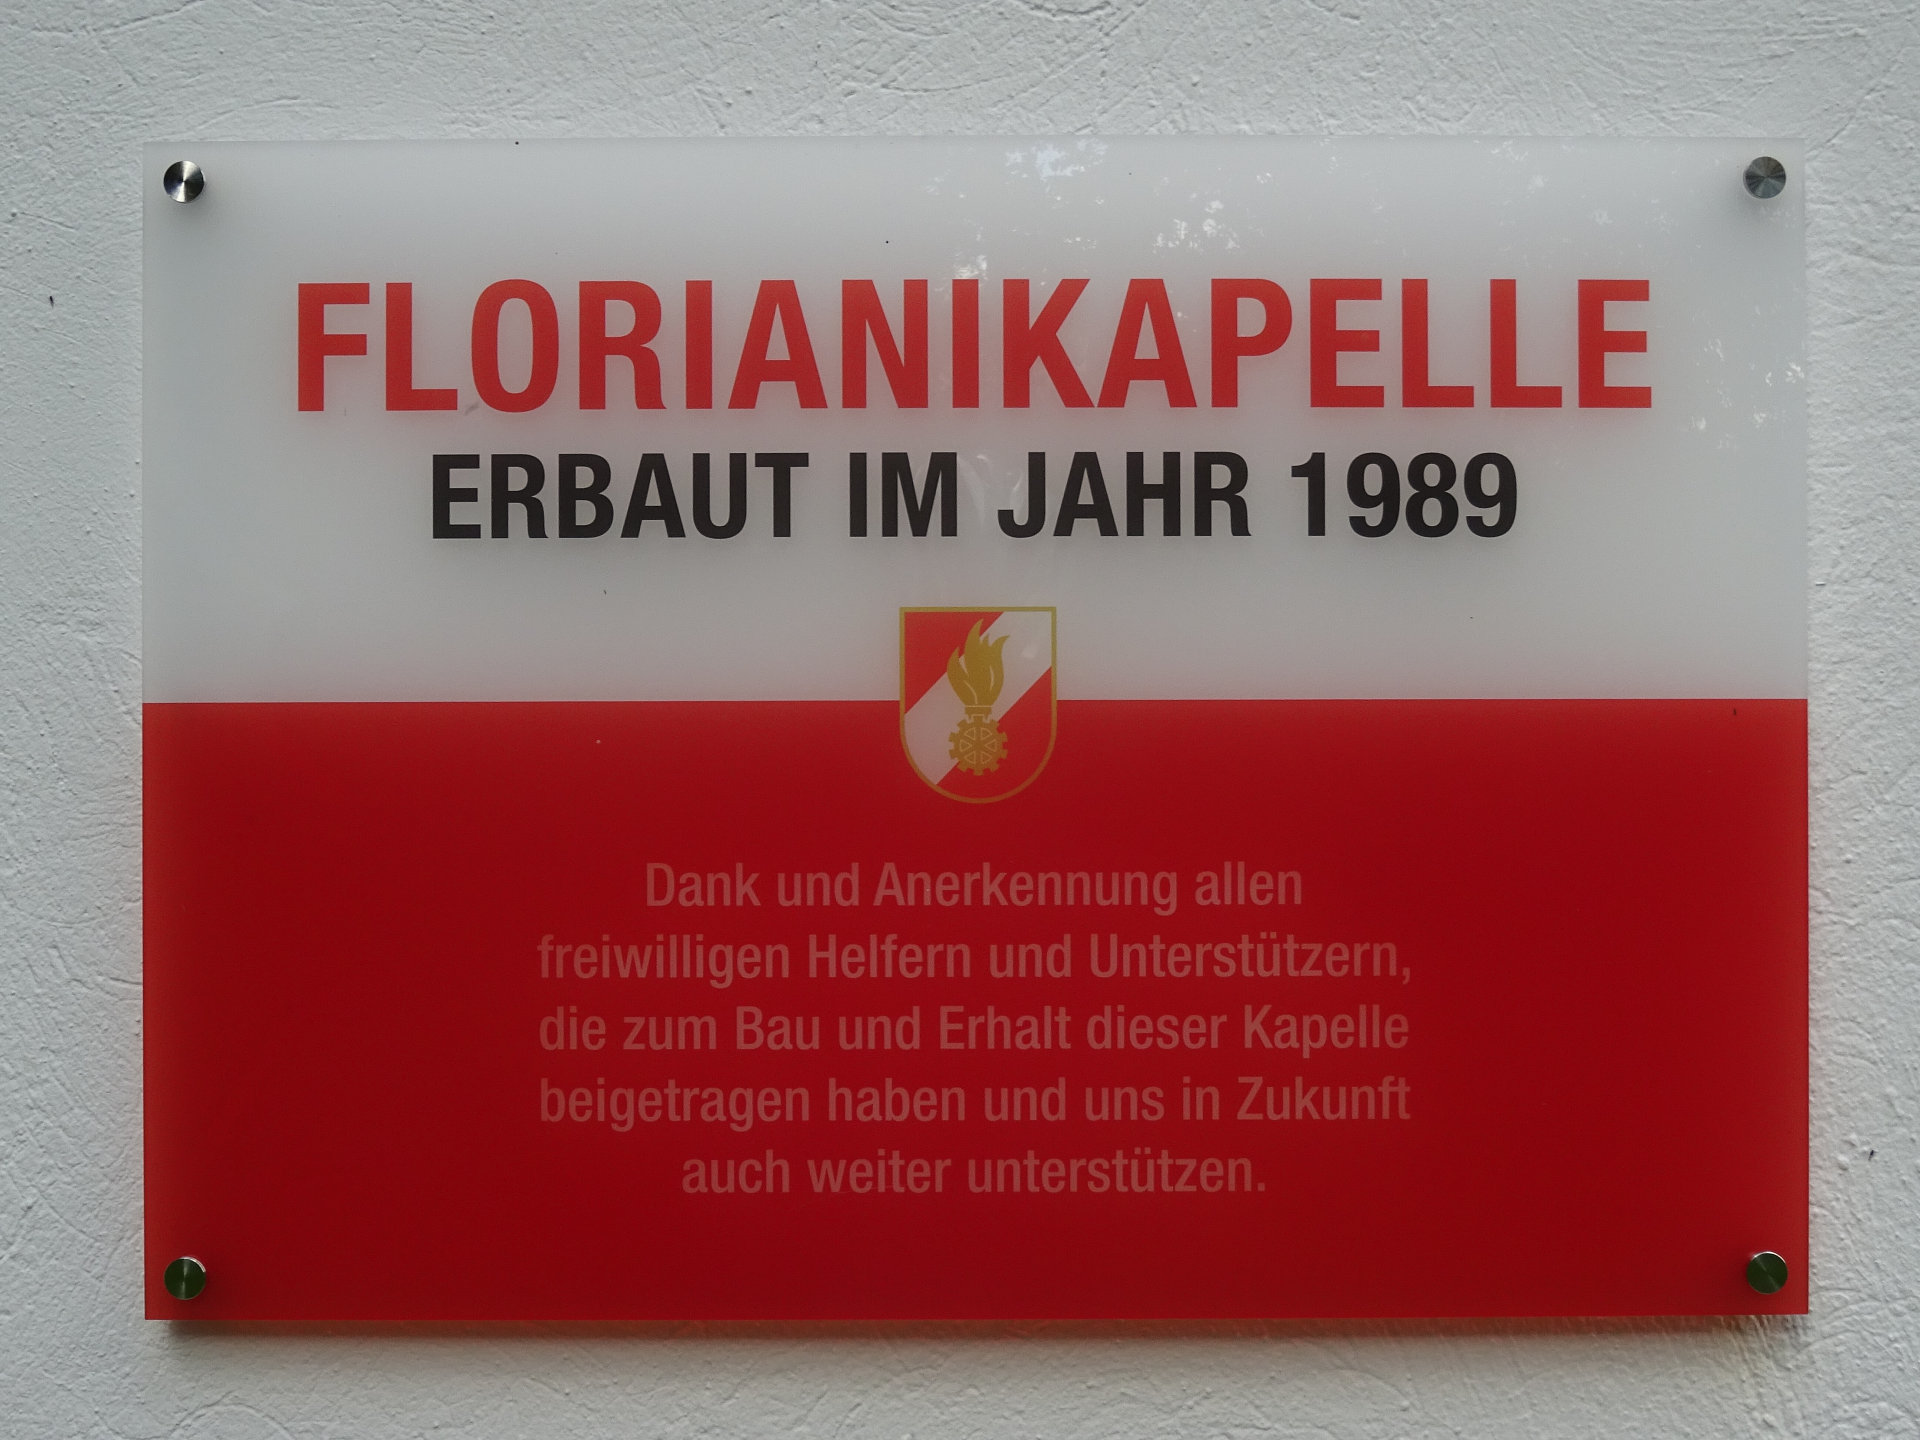 FLORIANIKAPELLE
ERBAUT IM JAHR 1989
Dank und Anerkennung allen
freiwilligen Helfern und Unterstützern,
die zum Bau und Erhalt dieser Kapelle
beigetragen haben und uns in Zukunft
auch weiter unterstützen.